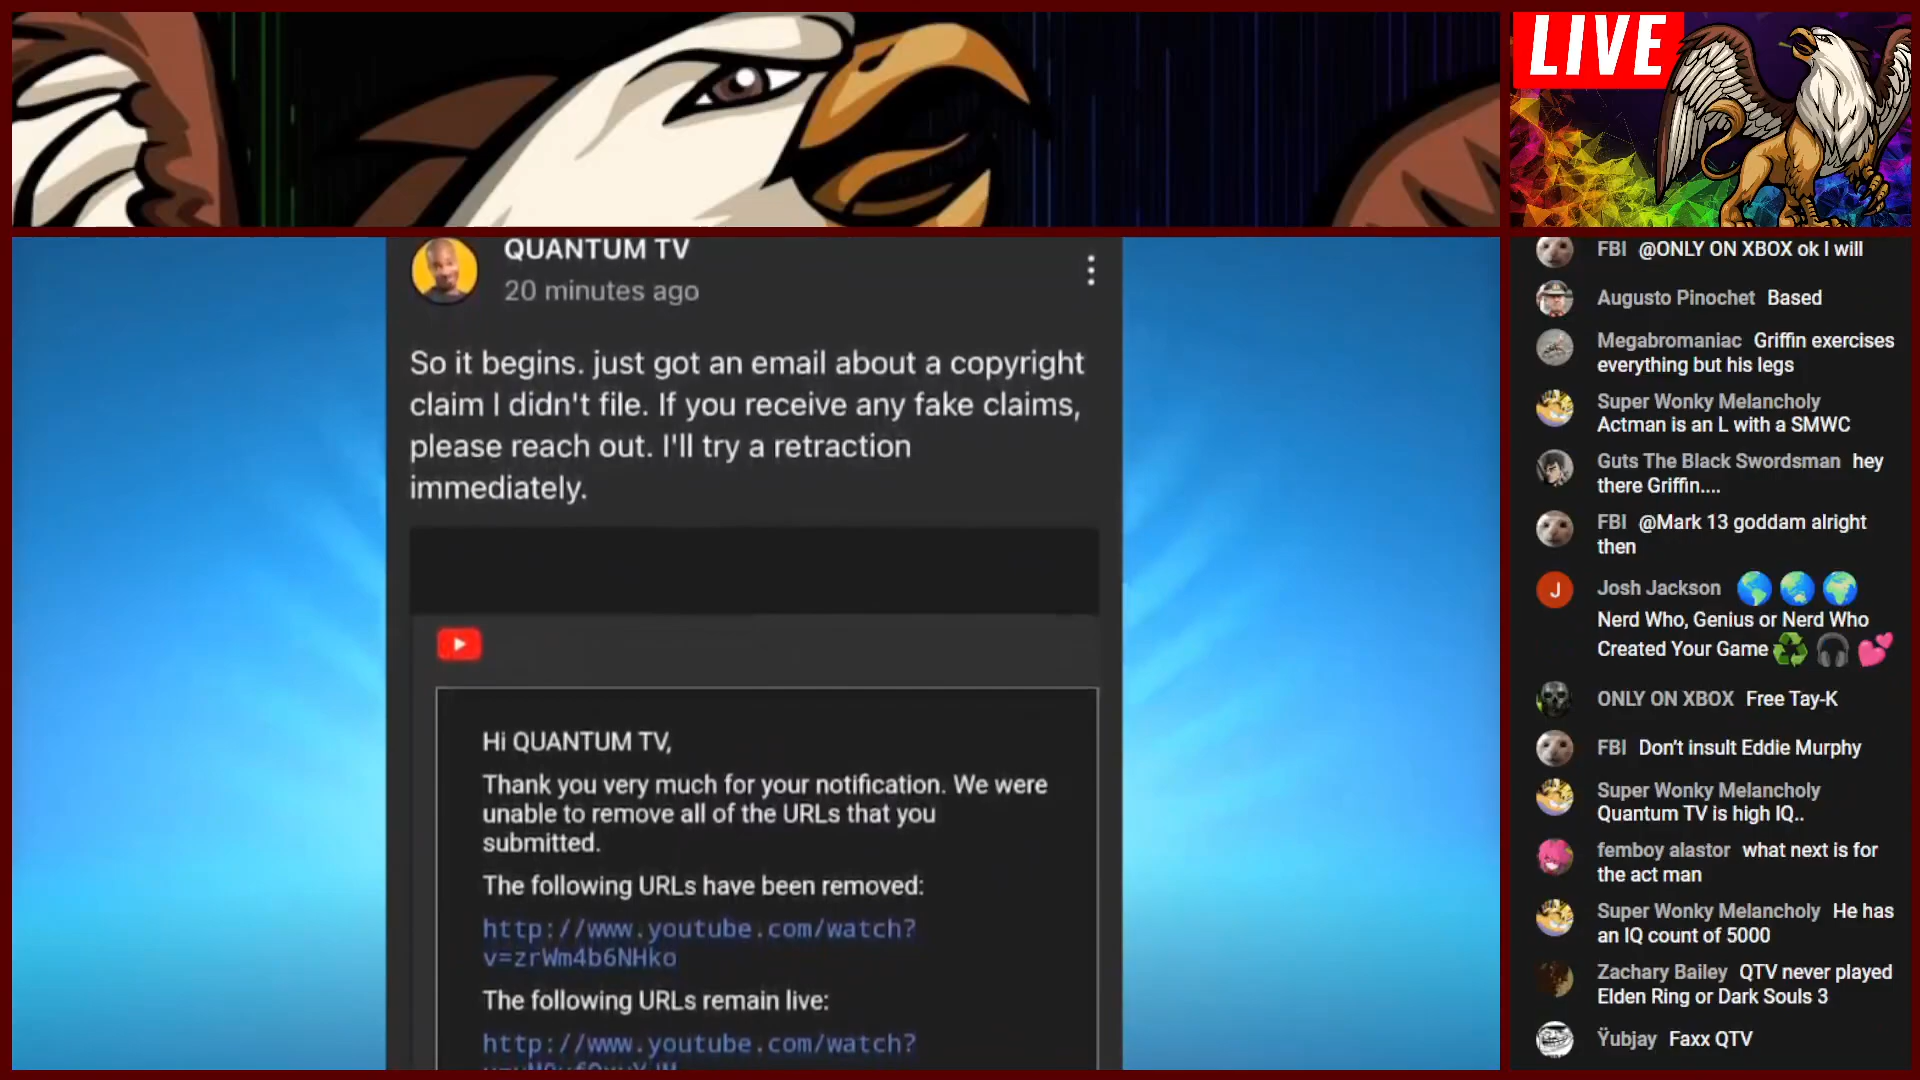 LIVE
QUANTUM TV
20 minutes ago
So it begins. just got an email about a copyright
claim I didn't file. If you receive any fake claims,
please reach out. I'll try a retraction
immediately.
Hi QUANTUM TV,
Thank you very much for your notification. We were
unable to remove all of the URLs that you
submitted.
The following URLs have been removed:
http://www.youtube.com/watch?
v=zrWm4b6NHko
The following URLs remain live:
http://www.youtube.com/watch?
FBI @ONLY ON XBOX ok I will
Augusto Pinochet Based
Megabromaniac Griffin exercises
everything but his legs
Super Wonky Melancholy
Actman is an L with a SMWC
Guts The Black Swordsman hey
there Griffin....
FBI @Mark 13 goddam alright
then
J
Josh Jackson 🌎 🌏 🌍
Nerd Who, Genius or Nerd Who
Created Your Game ♻️ 🎧 💕
ONLY ON XBOX Free Tay-K
FBI Don't insult Eddie Murphy
Super Wonky Melancholy
Quantum TV is high IQ..
femboy alastor what next is for
the act man
Super Wonky Melancholy He has
an IQ count of 5000
Zachary Bailey QTV never played
Elden Ring or Dark Souls 3
Ÿubjay Faxx QTV